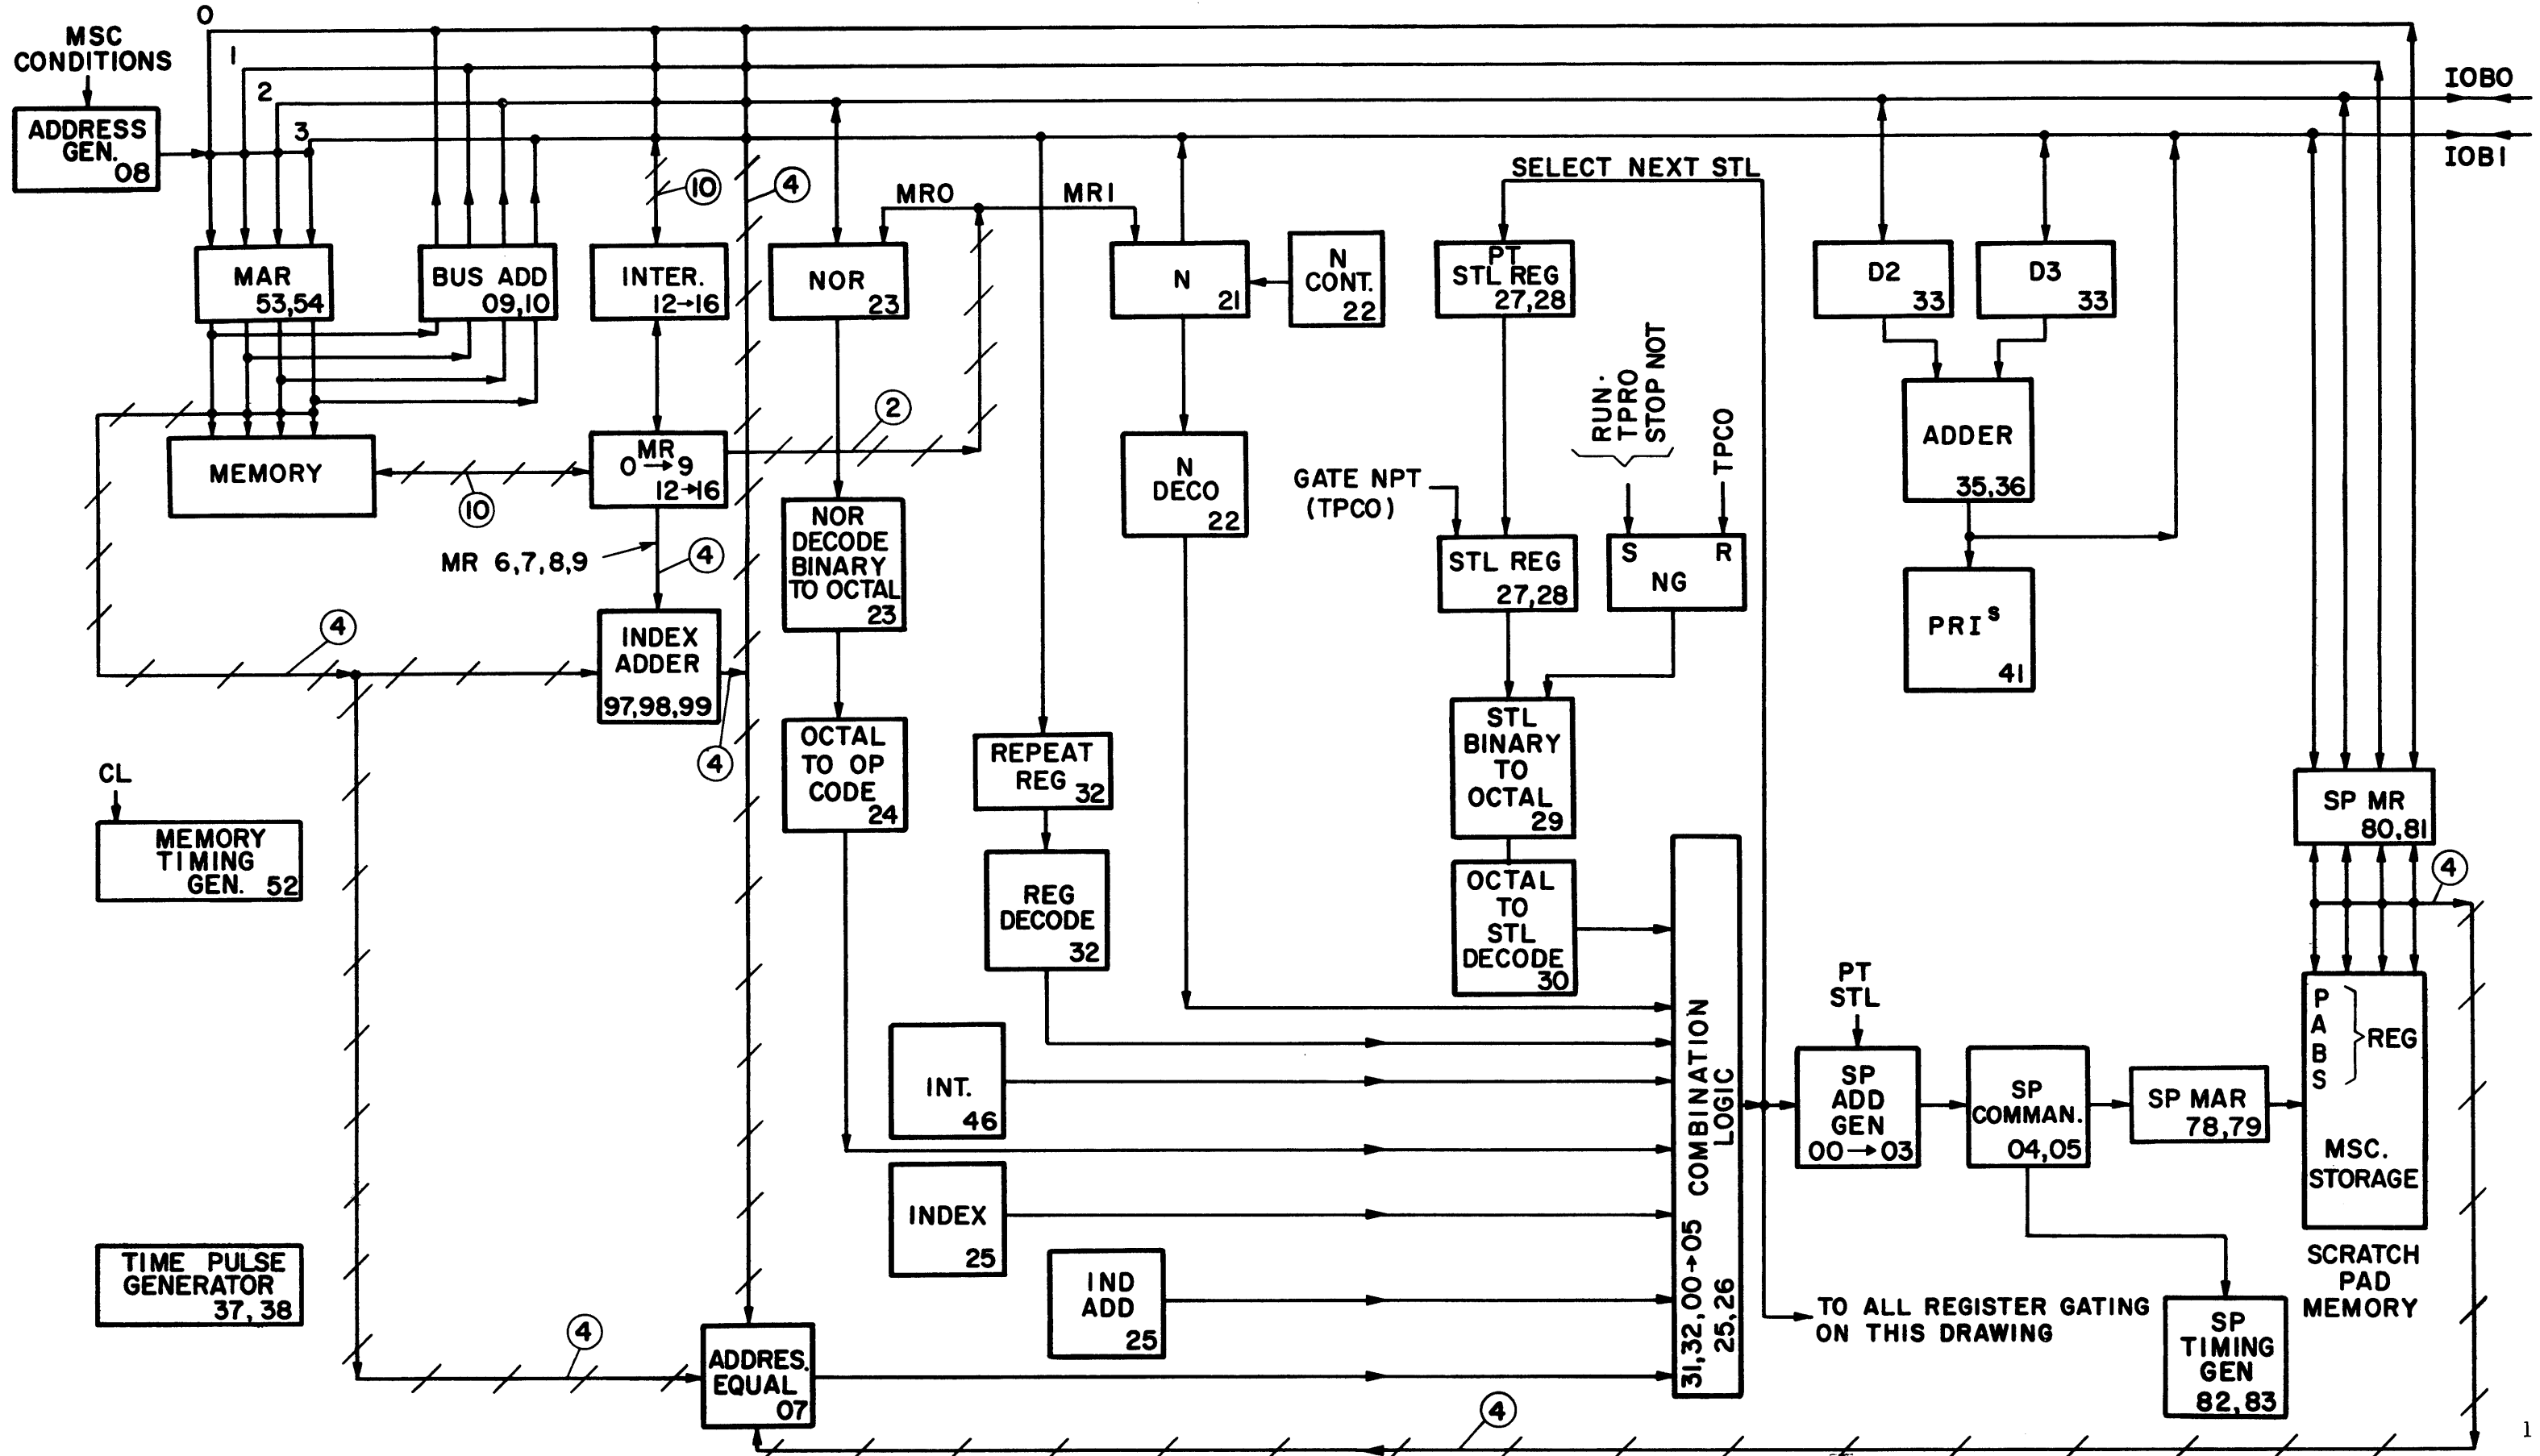 0
MSC
CONDITIONS
1
2
3
IOB0
IOB1
ADDRESS
GEN.
08
SELECT NEXT STL
10
4
MRO
MRI
MAR
53,54
BUS ADD
09,10
INTER.
12→16
NOR
23
N
21
N
CONT.
22
PT
STL REG
27,28
D2
33
D3
33
RUN·
TPRO
STOP NOT
TPCO
2
MEMORY
10
MR
0→9
12→16
N
DECO
22
GATE NPT
(TPCO)
ADDER
35,36
NOR
DECODE
BINARY
TO OCTAL
23
MR 6,7,8,9
4
STL REG
27,28
S
R
NG
PRI S
41
4
INDEX
ADDER
97,98,99
4
OCTAL
TO OP
CODE
24
REPEAT
REG
32
STL
BINARY
TO
OCTAL
29
CL
MEMORY
TIMING
GEN. 52
SP MR
80,81
4
REG
DECODE
32
OCTAL
TO
STL
DECODE
30
COMBINATION
LOGIC
31,32,00→05
25,26
PT
STL
P
A
B
S
REG
MSC.
STORAGE
INT.
46
SP
ADD
GEN
00→03
SP
COMMAN.
04,05
SP MAR
78,79
INDEX
25
SCRATCH
PAD
MEMORY
TIME PULSE
GENERATOR
37, 38
IND
ADD
25
TO ALL REGISTER GATING
ON THIS DRAWING
SP
TIMING
GEN
82,83
4
ADDRES.
EQUAL
07
4
1